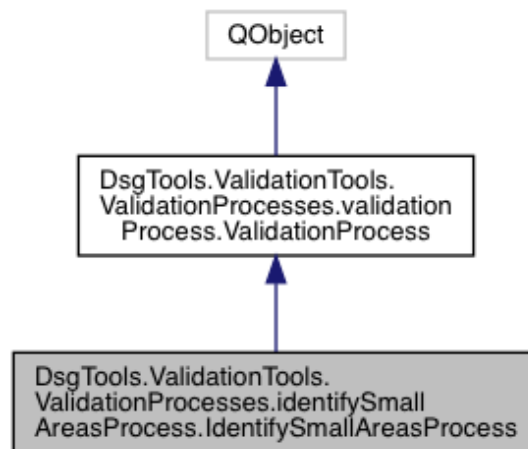 QObject
DsgTools.ValidationTools.
ValidationProcesses.validation
Process.ValidationProcess
DsgTools.ValidationTools.
ValidationProcesses.identifySmall
AreasProcess.IdentifySmallAreasProcess